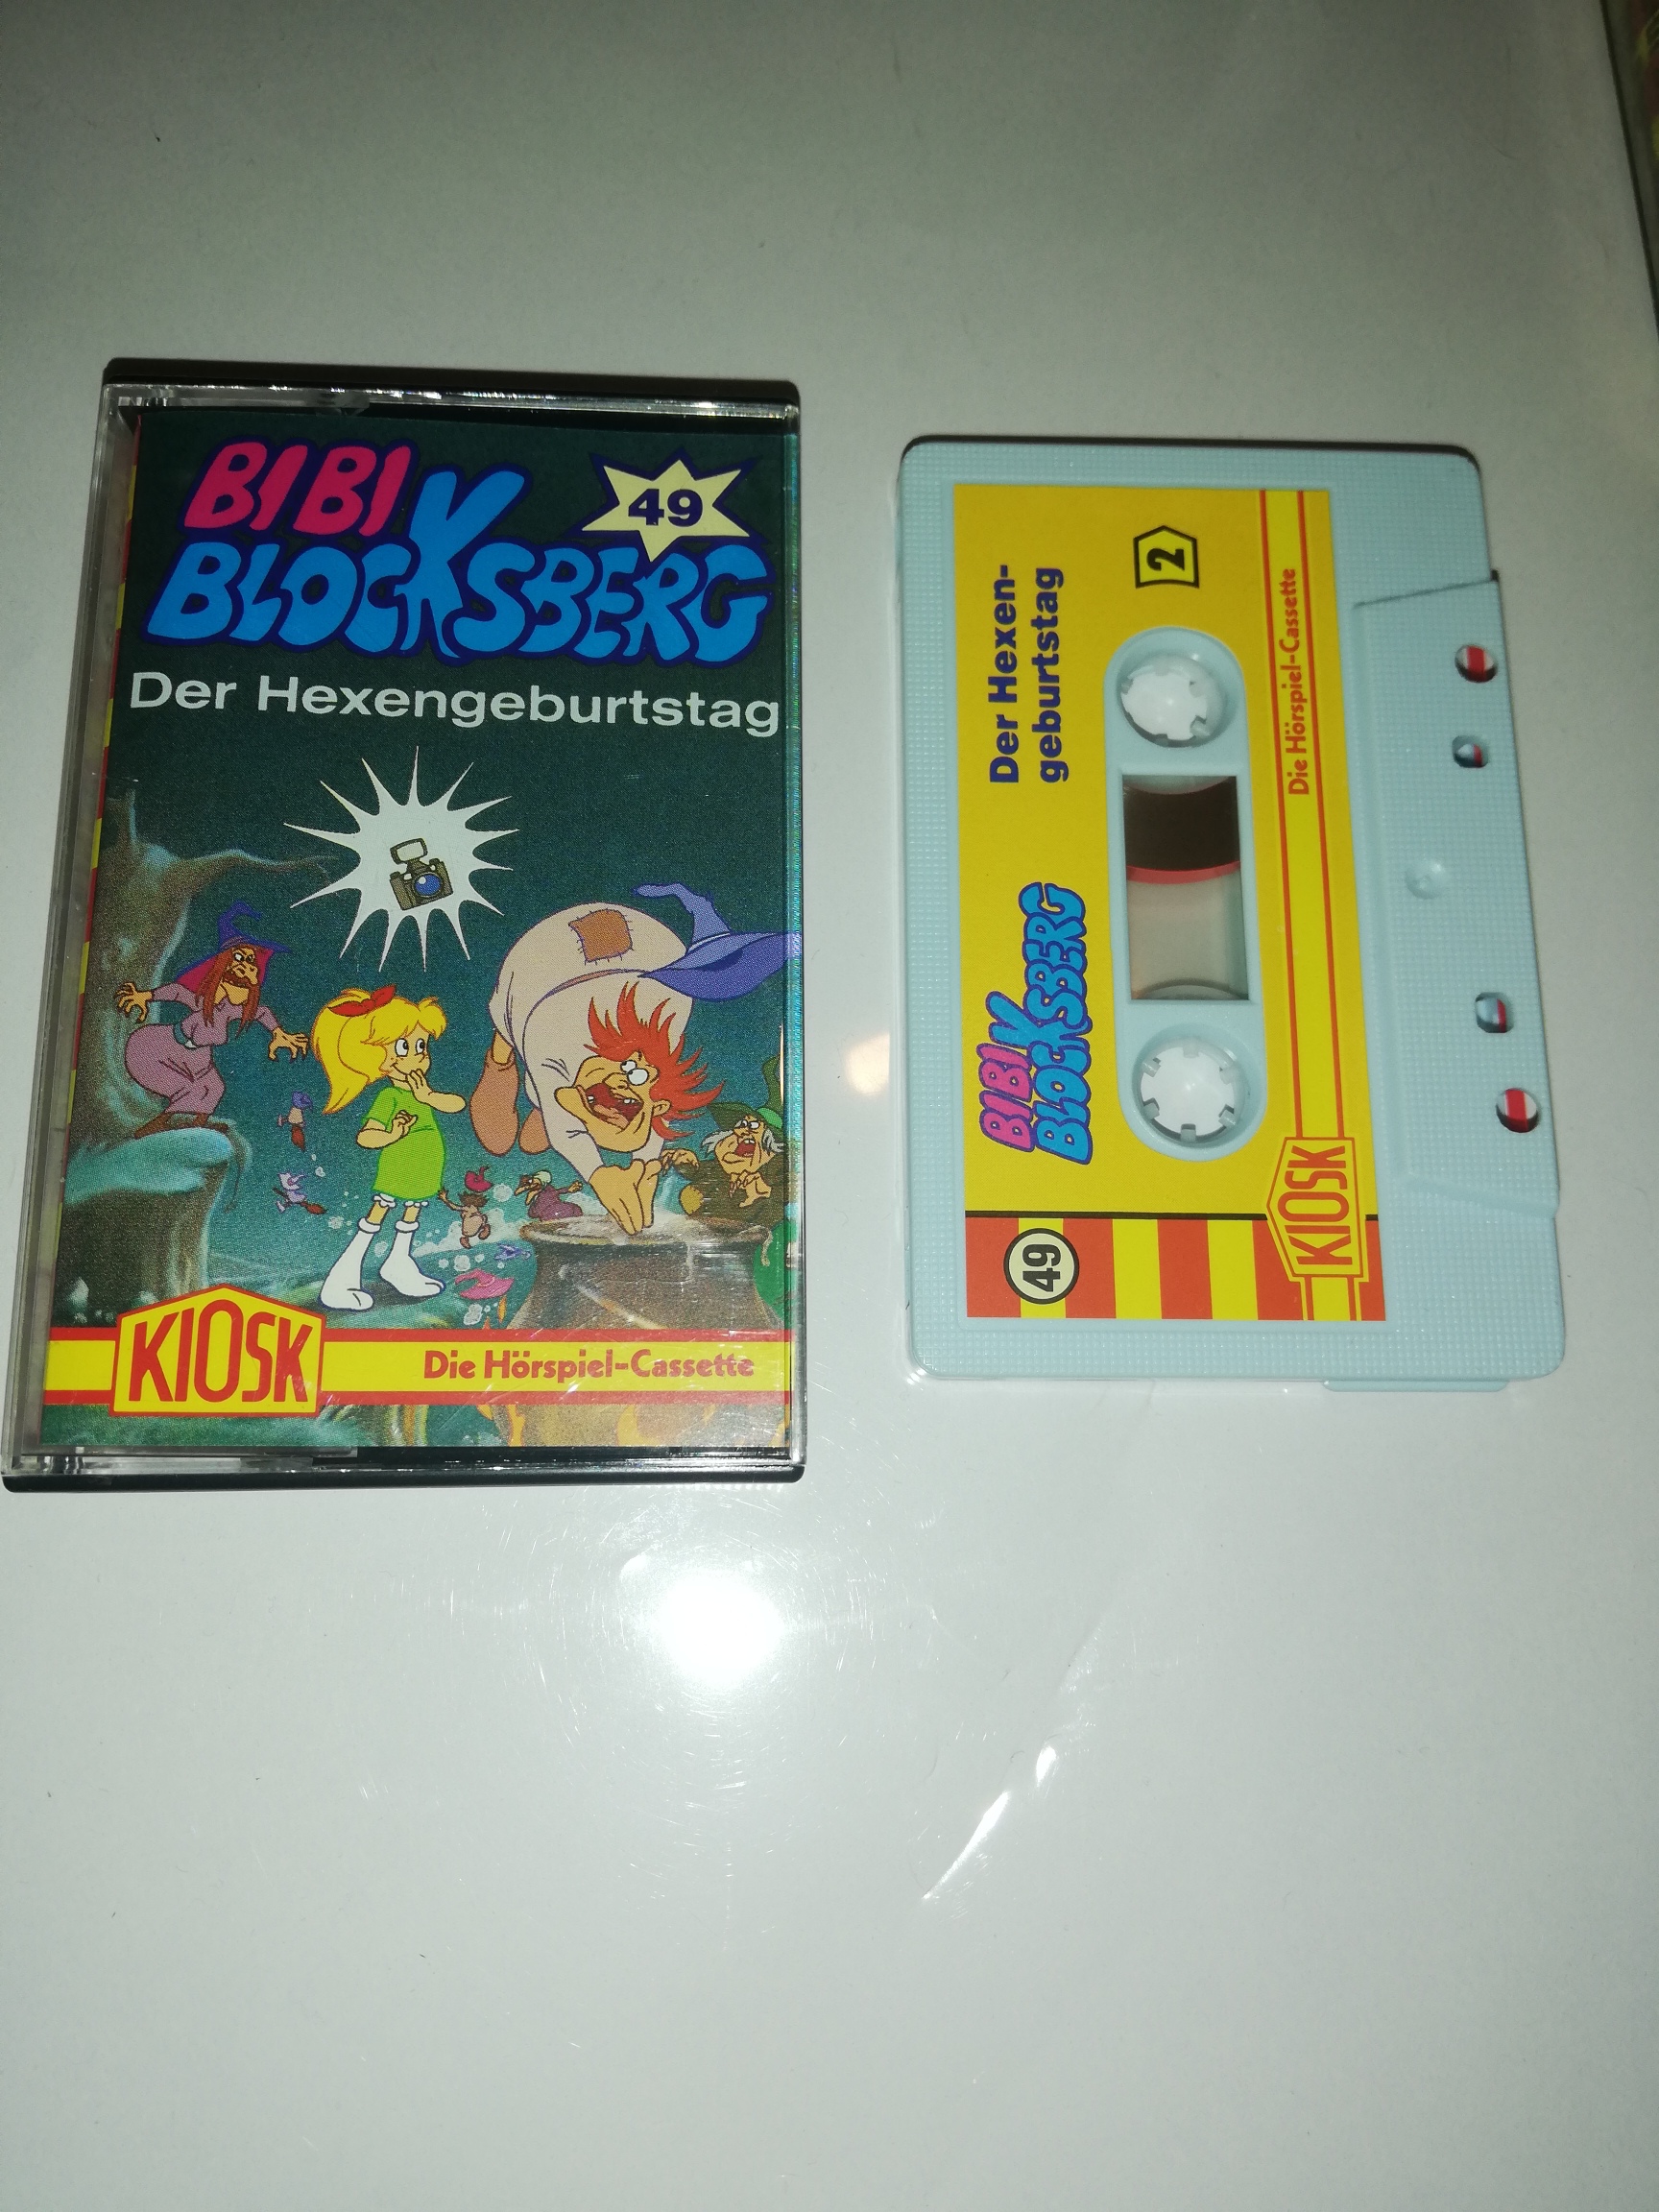 BIBI
BLOCKSBERG
49
Der Hexengeburtstag
KIOSK
Die Hörspiel-Cassette
49
BIBI
BLOCKSBERG
Der Hexen-
geburtstag
2
KIOSK
Die Hörspiel-Cassette